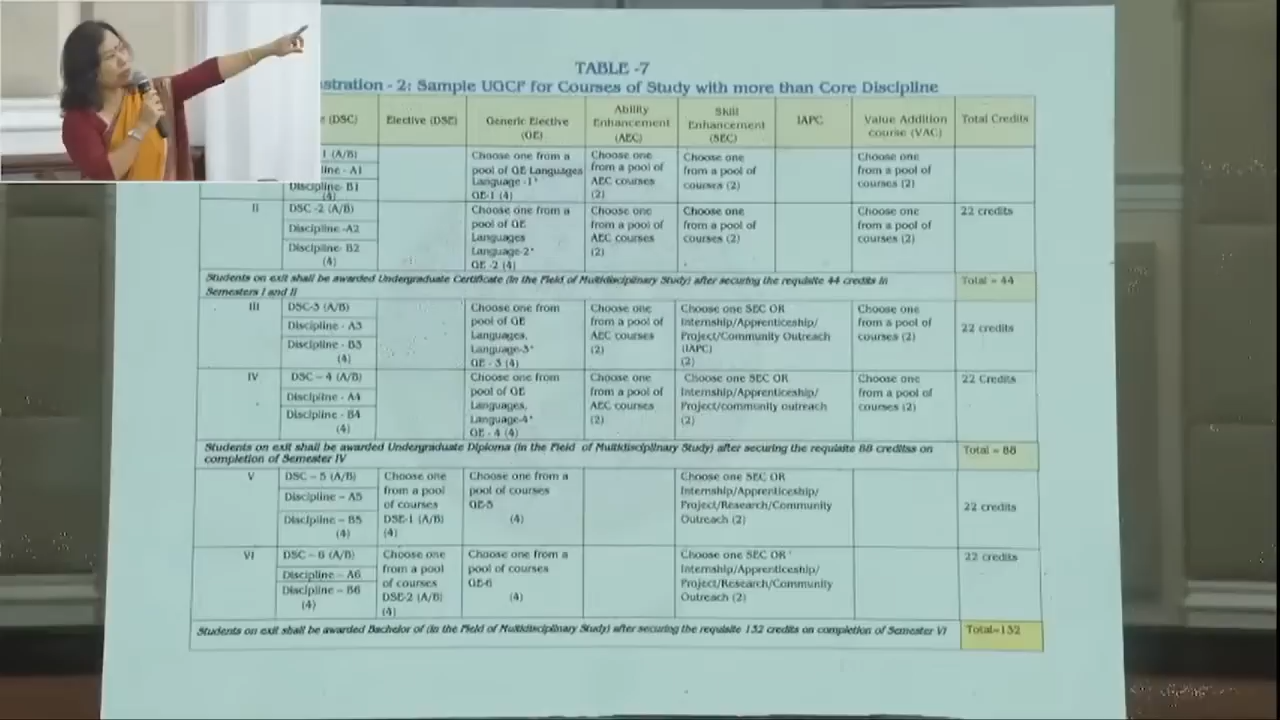 TABLE -7
stration - 2: Sample UGCF for Courses of Study with more than Core Discipline
(DSC)
Elective (DSE)
Generic Elective
(GE)
Ability
Enhancement
(AEC)
Skill
Enhancement
(SEC)
IAPC
Value Addition
course (VAC)
Total Credits
1 (A/B)
line - A1
Discipline- B1
(4)
Choose one from a
pool of GE Languages
Language -1*
GE-1 (4)
Choose one
from a pool of
AEC courses
(2)
Choose one
from a pool of
courses (2)
Choose one
from a pool of
courses (2)
II
DSC -2 (A/B)
Discipline -A2
Discipline- B2
(4)
Choose one from a
pool of GE
Languages
Language-2*
GE -2 (4)
Choose one
from a pool of
AEC courses
(2)
Choose one
from a pool of
courses (2)
Choose one
from a pool of
courses (2)
22 credits
Students on exit shall be awarded Undergraduate Certificate (in the Field of Multidisciplinary Study) after securing the requisite 44 credits in
Semesters I and II
Total = 44
III
DSC-3 (A/B)
Discipline - A3
Discipline - B3
(4)
Choose one from
pool of GE
Languages,
Language-3*
GE - 3 (4)
Choose one
from a pool of
AEC courses
(2)
Choose one SEC OR
Internship/Apprenticeship/
Project/Community Outreach
(IAPC)
(2)
Choose one
from a pool of
courses (2)
22 credits
IV
DSC – 4 (A/B)
Discipline - A4
Discipline - B4
(4)
Choose one from
pool of GE
Languages,
Language-4*
GE - 4 (4)
Choose one
from a pool of
AEC courses
(2)
Choose one SEC OR
Internship/Apprenticeship/
Project/community outreach
(2)
Choose one
from a pool of
courses (2)
22 Credits
Students on exit shall be awarded Undergraduate Diploma (in the Field of Multidisciplinary Study) after securing the requisite 88 creditss on
completion of Semester IV
Total = 88
V
DSC – 5 (A/B)
Discipline – A5
Discipline – B5
(4)
Choose one
from a pool
of courses
DSE-1 (A/B)
(4)
Choose one from a
pool of courses
GE-5
(4)
Choose one SEC OR
Internship/Apprenticeship/
Project/Research/Community
Outreach (2)
22 credits
VI
DSC – 6 (A/B)
Discipline – A6
Discipline – B6
(4)
Choose one
from a pool
of courses
DSE-2 (A/B)
(4)
Choose one from a
pool of courses
GE-6
(4)
Choose one SEC OR
Internship/Apprenticeship/
Project/Research/Community
Outreach (2)
22 credits
Students on exit shall be awarded Bachelor of (in the Field of Multidisciplinary Study) after securing the requisite 132 credits on completion of Semester VI
Total=132